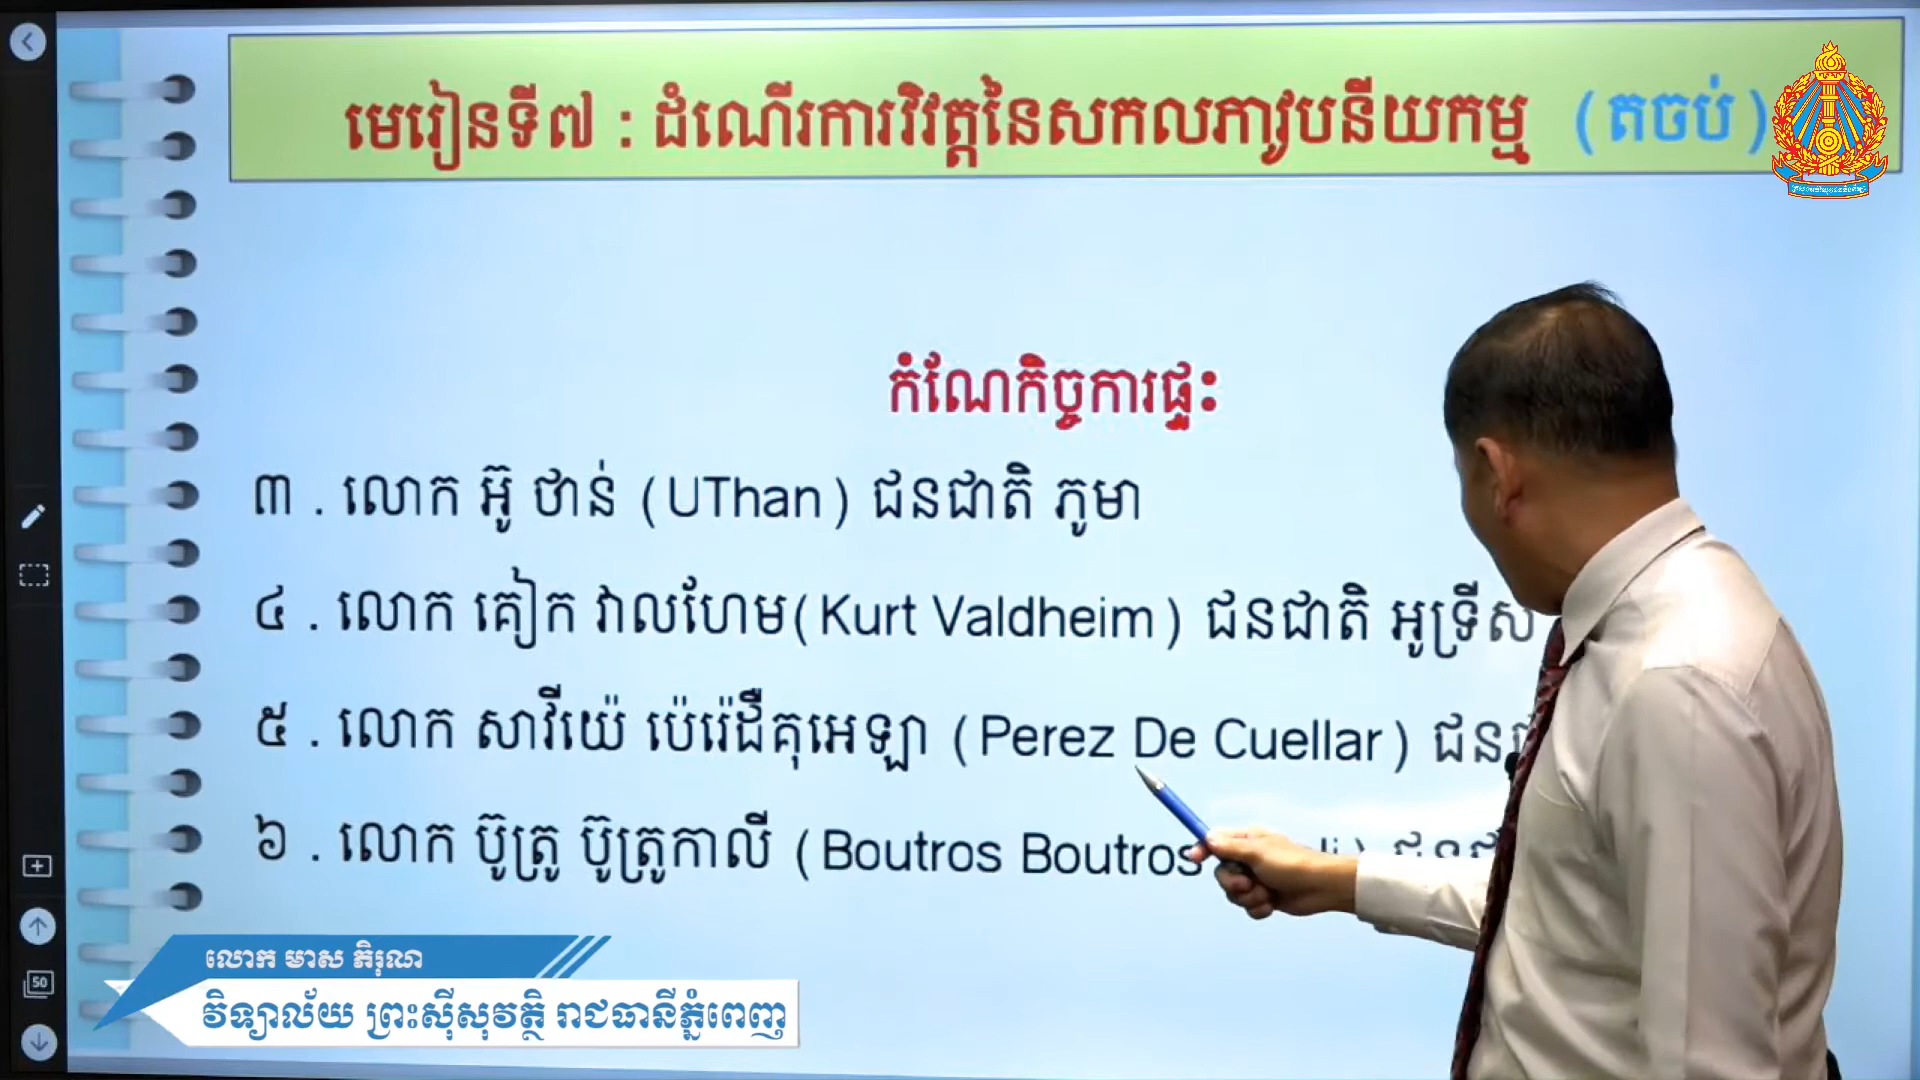 មេរៀនទី៧ : ដំណើរការវិវត្តនៃសកលភាវូបនីយកម្ម (តចប់)
កំណែកិច្ចការផ្ទះ
៣ . លោក អ៊ូ ថាន់ (UThan) ជនជាតិ ភូមា
៤ . លោក គៀក វាលហែម(Kurt Valdheim) ជនជាតិ អូទ្រីស
៥ . លោក សាវីយ៉េ ប៉េរ៉េដឺគុអេឡា (Perez De Cuellar)
៦ . លោក ប៊ូត្រូ ប៊ូត្រូកាលី (Boutros Boutros
លោក មាស ភិរុណ
វិទ្យាល័យ ព្រះស៊ីសុវត្ថិ រាជធានីភ្នំពេញ
50